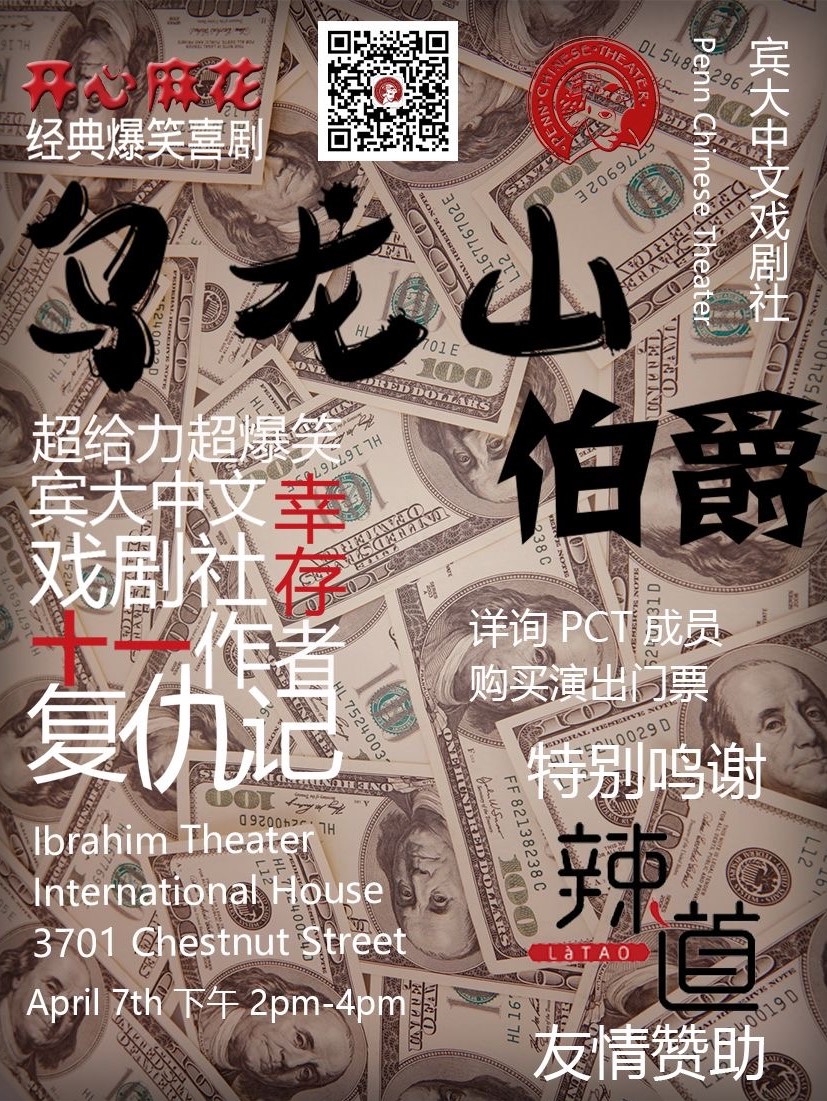 开心麻花
经典爆笑喜剧
PENN·CHINESE·THEATER
宾大中文戏剧社
Penn Chinese Theater
乌龙山
伯爵
超给力超爆笑
宾大中文幸存
戏剧社
十一作者
复仇记
详询 PCT 成员
购买演出门票
特别鸣谢
辣道
LàTAO
友情赞助
Ibrahim Theater
International House
3701 Chestnut Street
April 7th 下午 2pm-4pm